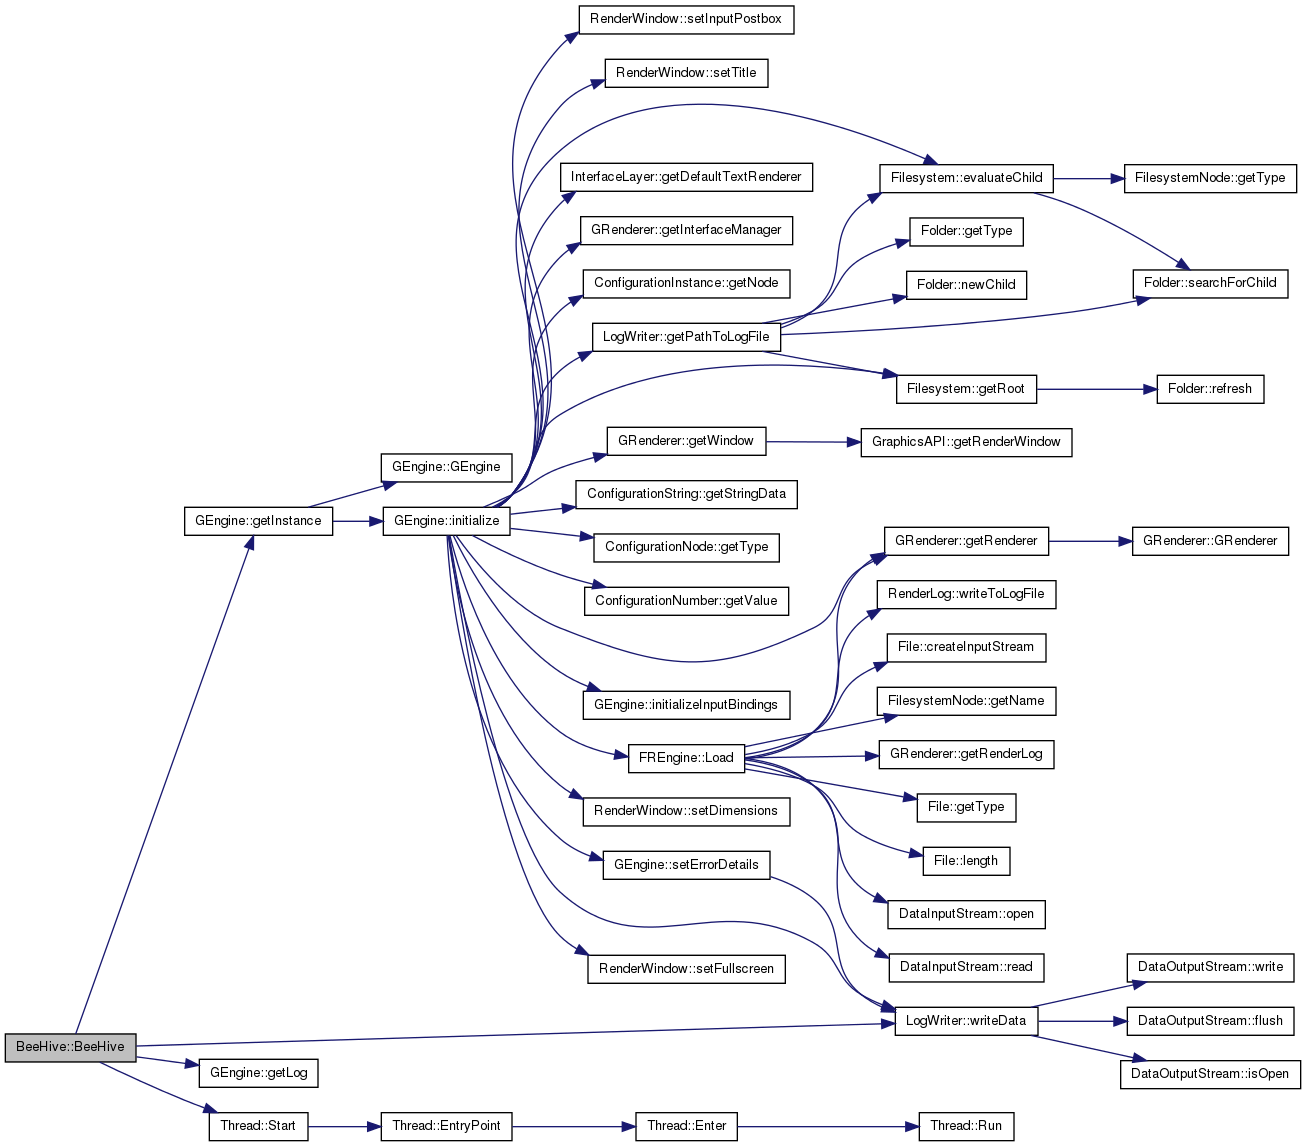 RenderWindow::setInputPostbox
RenderWindow::setTitle
InterfaceLayer::getDefaultTextRenderer
Filesystem::evaluateChild
FilesystemNode::getType
GRenderer::getInterfaceManager
Folder::getType
ConfigurationInstance::getNode
Folder::newChild
Folder::searchForChild
LogWriter::getPathToLogFile
Filesystem::getRoot
Folder::refresh
GRenderer::getWindow
GraphicsAPI::getRenderWindow
GEngine::GEngine
ConfigurationString::getStringData
GEngine::getInstance
GEngine::initialize
ConfigurationNode::getType
GRenderer::getRenderer
GRenderer::GRenderer
ConfigurationNumber::getValue
RenderLog::writeToLogFile
File::createInputStream
GEngine::initializeInputBindings
FilesystemNode::getName
FREngine::Load
GRenderer::getRenderLog
RenderWindow::setDimensions
File::getType
GEngine::setErrorDetails
File::length
DataInputStream::open
RenderWindow::setFullscreen
DataInputStream::read
DataOutputStream::write
LogWriter::writeData
DataOutputStream::flush
BeeHive::BeeHive
GEngine::getLog
DataOutputStream::isOpen
Thread::Start
Thread::EntryPoint
Thread::Enter
Thread::Run